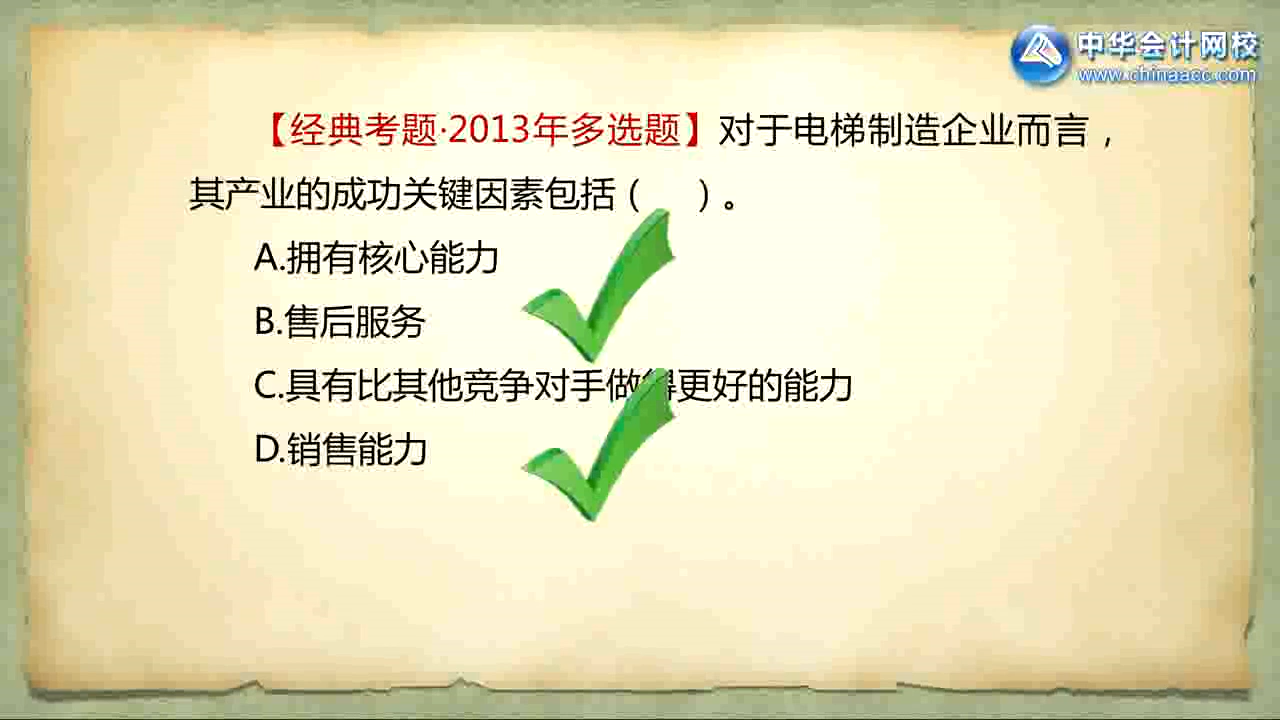 中华会计网校
www.chinaacc.com
【经典考题·2013年多选题】对于电梯制造企业而言，
其产业的成功关键因素包括（　）。
A.拥有核心能力
B.售后服务
C.具有比其他竞争对手做得更好的能力
D.销售能力